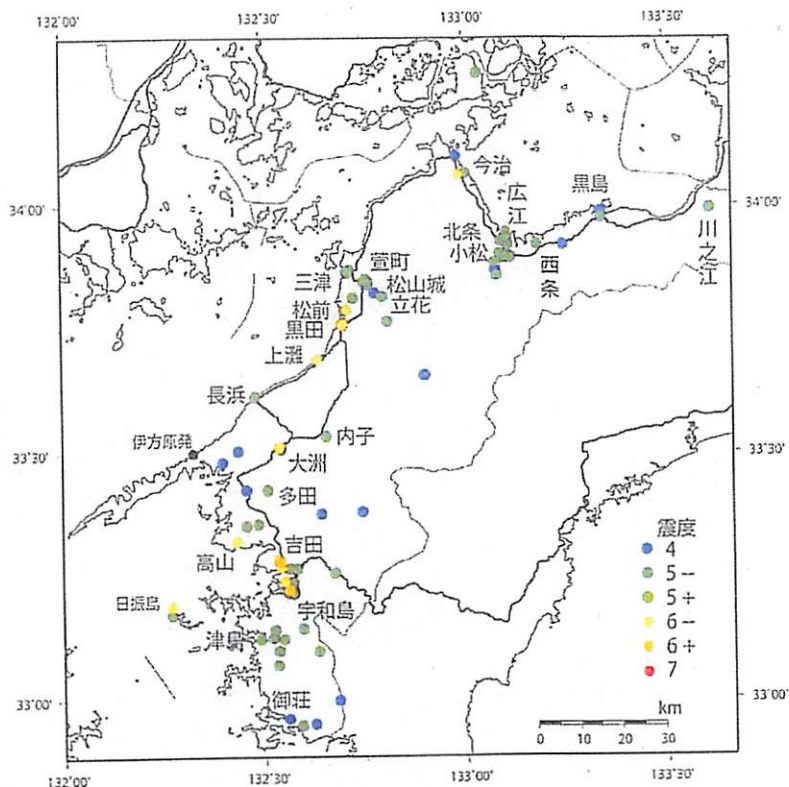 132°00′
132°30′
133°00′
133°30′
34°00′
33°30′
33°00′
34°00′
33°30′
33°00′
今治
広江
黒島
川之江
北条
小松
西条
萱町
三津
松山城
立花
松前
黒田
上灘
長浜
内子
伊方原発
大洲
多田
吉田
高山
日振島
宇和島
津島
御荘
震度
4
5−
5+
6−
6+
7
km
0 10 20 30
132°00′
132°30′
133°00′
133°30′